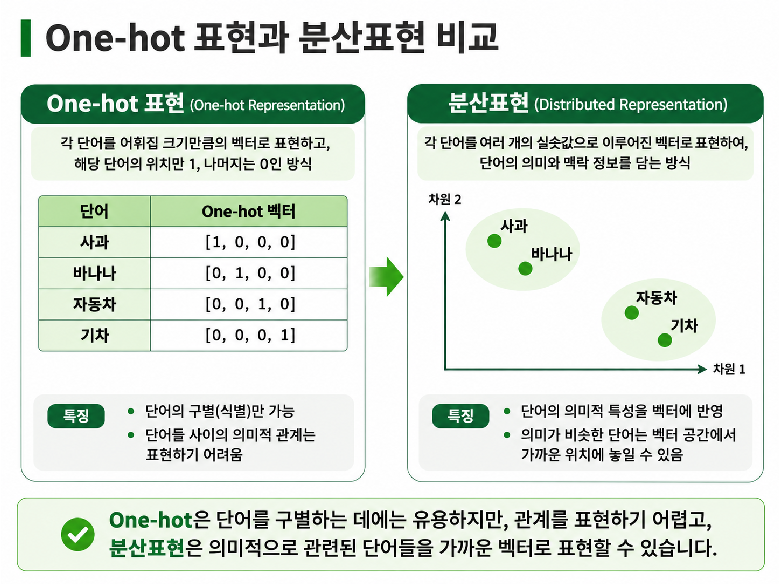 One-hot 표현과 분산표현 비교
One-hot 표현 (One-hot Representation)
각 단어를 어휘집 크기만큼의 벡터로 표현하고,
해당 단어의 위치만 1, 나머지는 0인 방식
단어 One-hot 벡터
사과 [1, 0, 0, 0]
바나나 [0, 1, 0, 0]
자동차 [0, 0, 1, 0]
기차 [0, 0, 0, 1]
특징
• 단어의 구별(식별)만 가능
• 단어들 사이의 의미적 관계는
표현하기 어려움
분산표현 (Distributed Representation)
각 단어를 여러 개의 실숫값으로 이루어진 벡터로 표현하여,
단어의 의미와 맥락 정보를 담는 방식
차원 2
사과
바나나
자동차
기차
차원 1
특징
• 단어의 의미적 특성을 벡터에 반영
• 의미가 비슷한 단어는 벡터 공간에서
가까운 위치에 놓일 수 있음
One-hot은 단어를 구별하는 데에는 유용하지만, 관계를 표현하기 어렵고,
분산표현은 의미적으로 관련된 단어들을 가까운 벡터로 표현할 수 있습니다.